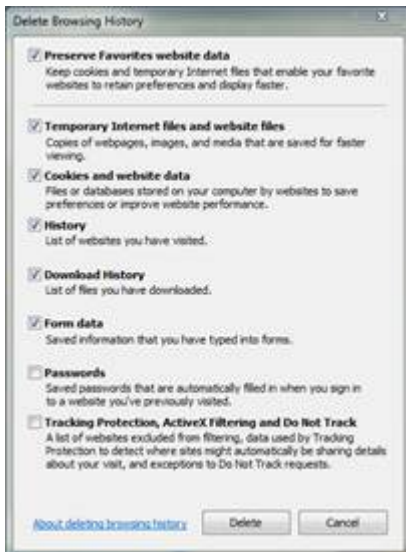 Delete Browsing History
Preserve Favorites website data
Keep cookies and temporary Internet files that enable your favorite
websites to retain preferences and display faster.
Temporary Internet files and website files
Copies of webpages, images, and media that are saved for faster
viewing.
Cookies and website data
Files or databases stored on your computer by websites to save
preferences or improve website performance.
History
List of websites you have visited.
Download History
List of files you have downloaded.
Form data
Saved information that you have typed into forms.
Passwords
Saved passwords that are automatically filled in when you sign in
to a website you've previously visited.
Tracking Protection, ActiveX Filtering and Do Not Track
A list of websites excluded from filtering, data used by Tracking
Protection to detect where sites might automatically be sharing details
about your visit, and exceptions to Do Not Track requests.
About deleting browsing history Delete Cancel